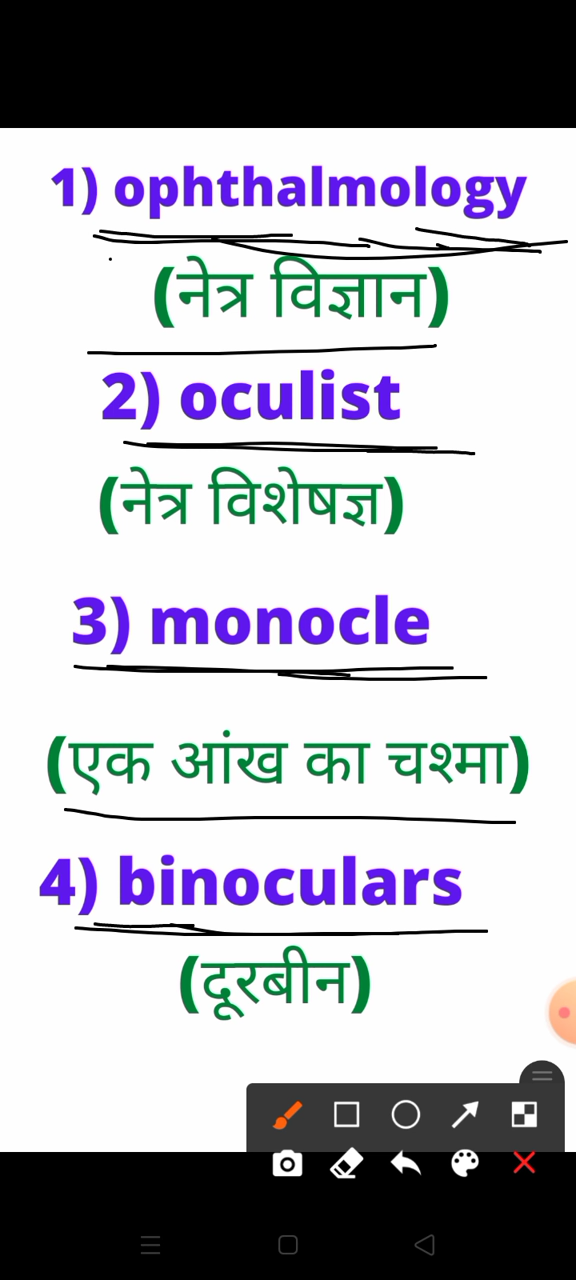 1) ophthalmology
(नेत्र विज्ञान)
2) oculist
(नेत्र विशेषज्ञ)
3) monocle
(एक आंख का चश्मा)
4) binoculars
(दूरबीन)